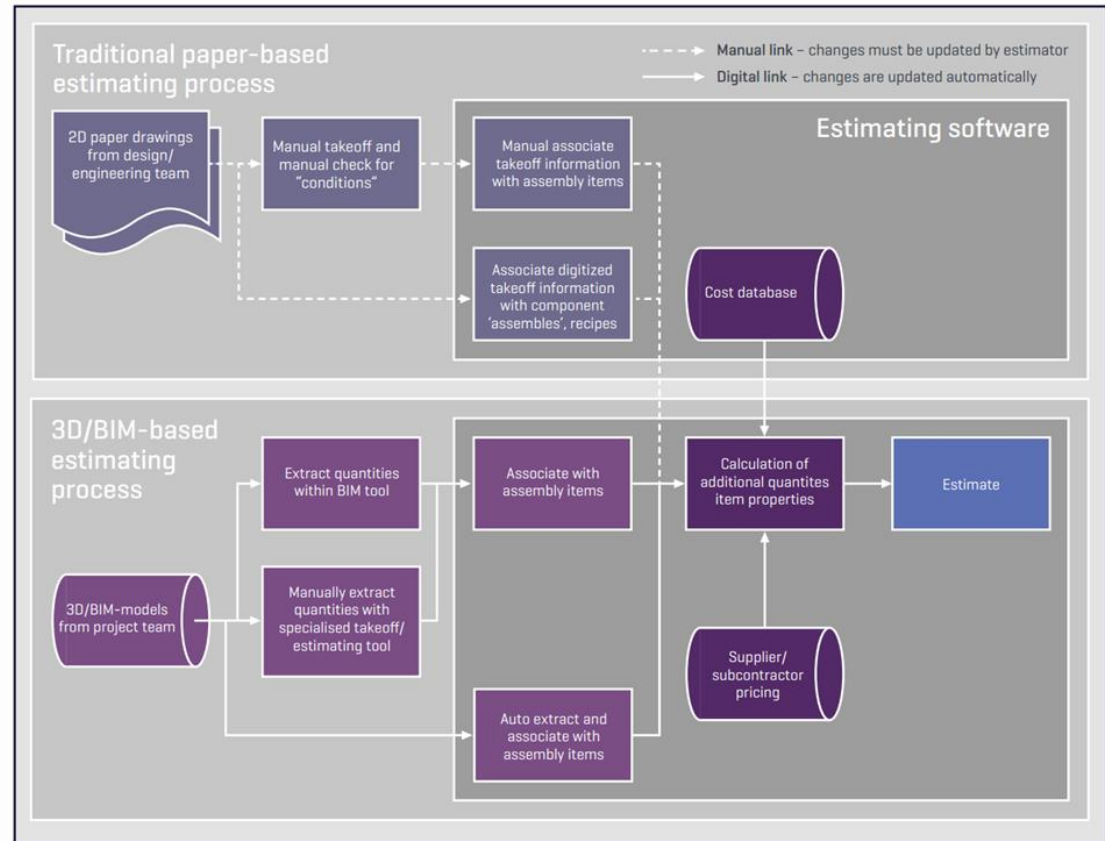 Traditional paper-based
estimating process
Manual link – changes must be updated by estimator
Digital link – changes are updated automatically
Estimating software
2D paper drawings
from design/
engineering team
Manual takeoff and
manual check for
“conditions“
Manual associate
takeoff information
with assembly items
Associate digitized
takeoff information
with component
‘assembles’, recipes
Cost database
3D/BIM-based
estimating
process
Extract quantities
within BIM tool
Associate with
assembly items
Calculation of
additional quantites
item properties
Estimate
3D/BIM-models
from project team
Manually extract
quantities with
specialised takeoff/
estimating tool
Supplier/
subcontractor
pricing
Auto extract and
associate with
assembly items